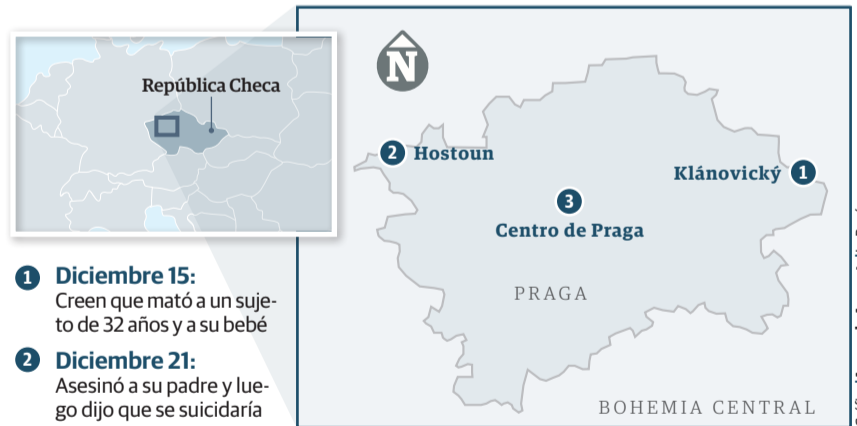 República Checa
N
2 Hostoun
Klánovický 1
3
Centro de Praga
PRAGA
BOHEMIA CENTRAL
1 Diciembre 15:
Creen que mató a un suje-
to de 32 años y a su bebé
2 Diciembre 21:
Asesinó a su padre y lue-
go dijo que se suicidaría